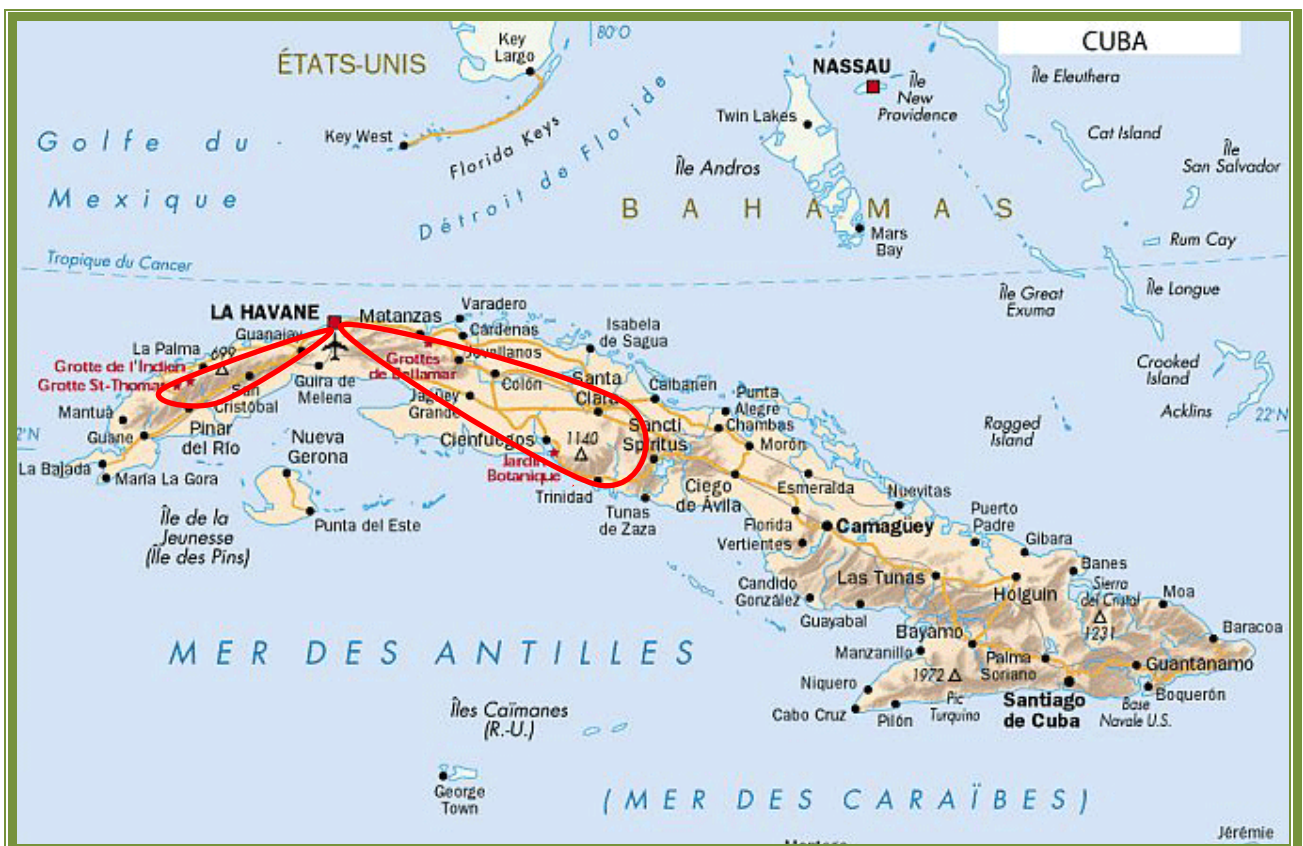 CUBA
ÉTATS-UNIS
Key
Largo
80°O
NASSAU
Île
New
Providence
Île Eleuthera
Key West
Florida Keys
Détroit de Floride
Twin Lakes
Cat Island
Île
San Salvador
Golfe du
Mexique
Île Andros
BAHAMAS
Mars
Bay
Rum Cay
Tropique du Cancer
Île Great
Exuma
Île Longue
LA HAVANE
Matanzas
Varadero
Cárdenas
Isabela
de Sagua
Guanajay
La Palma
699
Grotte de l'Indien
Grotte St-Thomas
Grottes
de Bellamar
Jovellanos
Colón
Santa
Clara
Caibarien
Punta
Alegre
Chambas
Crooked
Island
Acklins
22'N
Mantua
San
Cristóbal
Guira de
Melena
Jagüey
Grande
Sancti
Spiritus
Morón
Ragged
Island
2'N
Guane
Pinar
del Río
Nueva
Gerona
Cienfuegos
1140
Jardin
Botanique
La Bajada
María La Gora
Trinidad
Tunas
de Zaza
Ciego
de Ávila
Esmeralda
Nuevitas
Île de la
Jeunesse
(Île des Pins)
Punta del Este
Florida
Camagüey
Vertientes
Puerto
Padre
Gibara
Banes
Candido
González
Las Tunas
Holguin
Sierra
del Cristal
1231
Moa
Guayabal
Bayamo
Baracoa
MER DES ANTILLES
Manzanillo
Palma
Soriano
Guantánamo
Niquero
1972
Pic
Turquino
Santiago
de Cuba
Base
Navale U.S.
Boquerón
Cabo Cruz
Pilón
Îles Caïmanes
(R.-U.)
George
Town
(MER DES CARAÏBES)
Jérémie